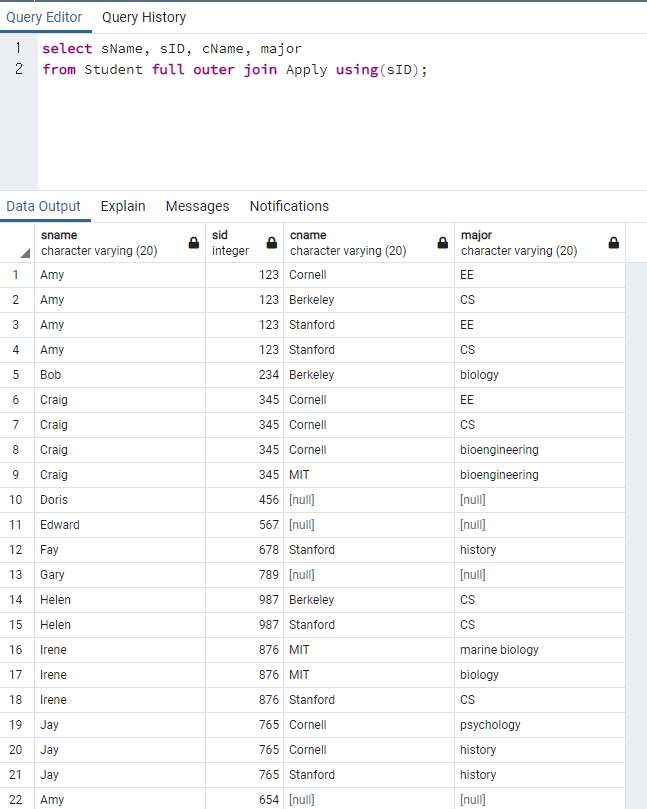 Query Editor Query History
1 select sName, sID, cName, major
2 from Student full outer join Apply using(sID);
Data Output Explain Messages Notifications
sname sid cname major
character varying (20) integer character varying (20) character varying (20)
1 Amy 123 Cornell EE
2 Amy 123 Berkeley CS
3 Amy 123 Stanford EE
4 Amy 123 Stanford CS
5 Bob 234 Berkeley biology
6 Craig 345 Cornell EE
7 Craig 345 Cornell CS
8 Craig 345 Cornell bioengineering
9 Craig 345 MIT bioengineering
10 Doris 456 [null] [null]
11 Edward 567 [null] [null]
12 Fay 678 Stanford history
13 Gary 789 [null] [null]
14 Helen 987 Berkeley CS
15 Helen 987 Stanford CS
16 Irene 876 MIT marine biology
17 Irene 876 MIT biology
18 Irene 876 Stanford CS
19 Jay 765 Cornell psychology
20 Jay 765 Cornell history
21 Jay 765 Stanford history
22 Amy 654 [null] [null]